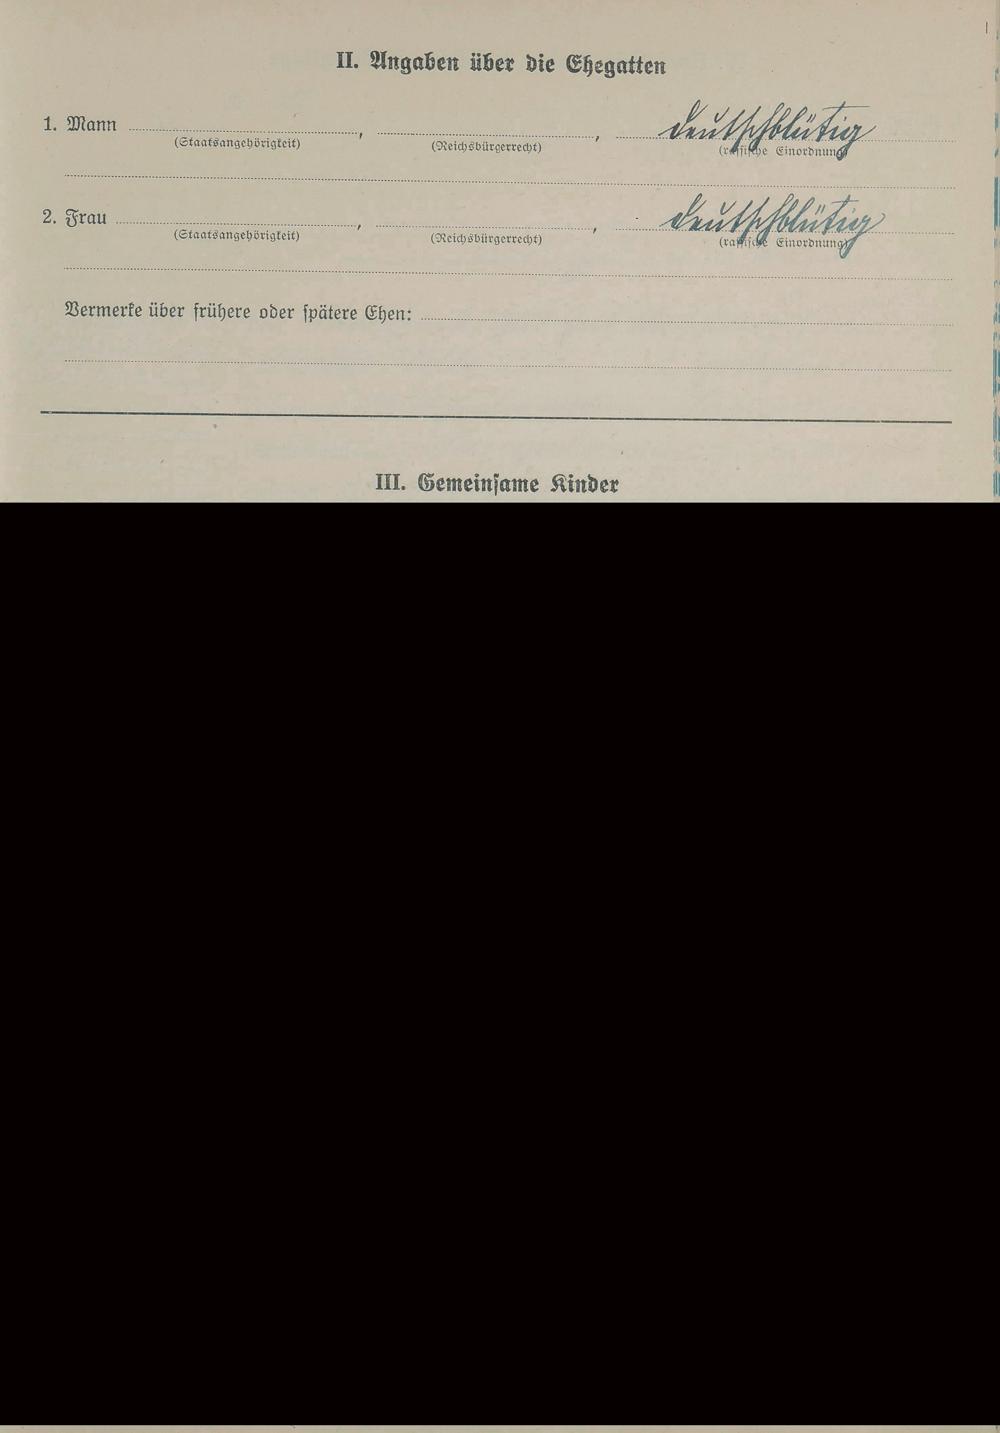 II. Angaben über die Ehegatten
1. Mann , , deutschblütig
(Staatsangehörigkeit) (Reichsbürgerrecht) (rassische Einordnung)
2. Frau , , deutschblütig
(Staatsangehörigkeit) (Reichsbürgerrecht) (rassische Einordnung)
Vermerke über frühere oder spätere Ehen:
III. Gemeinsame Kinder